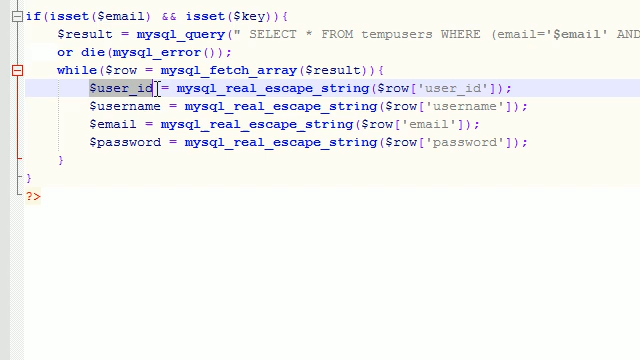 if(isset($email) && isset($key)){
$result = mysql_query(" SELECT * FROM tempusers WHERE (email='$email' AND
or die(mysql_error());
while($row = mysql_fetch_array($result)){
$user_id = mysql_real_escape_string($row['user_id']);
$username = mysql_real_escape_string($row['username']);
$email = mysql_real_escape_string($row['email']);
$password = mysql_real_escape_string($row['password']);
}
}
?>